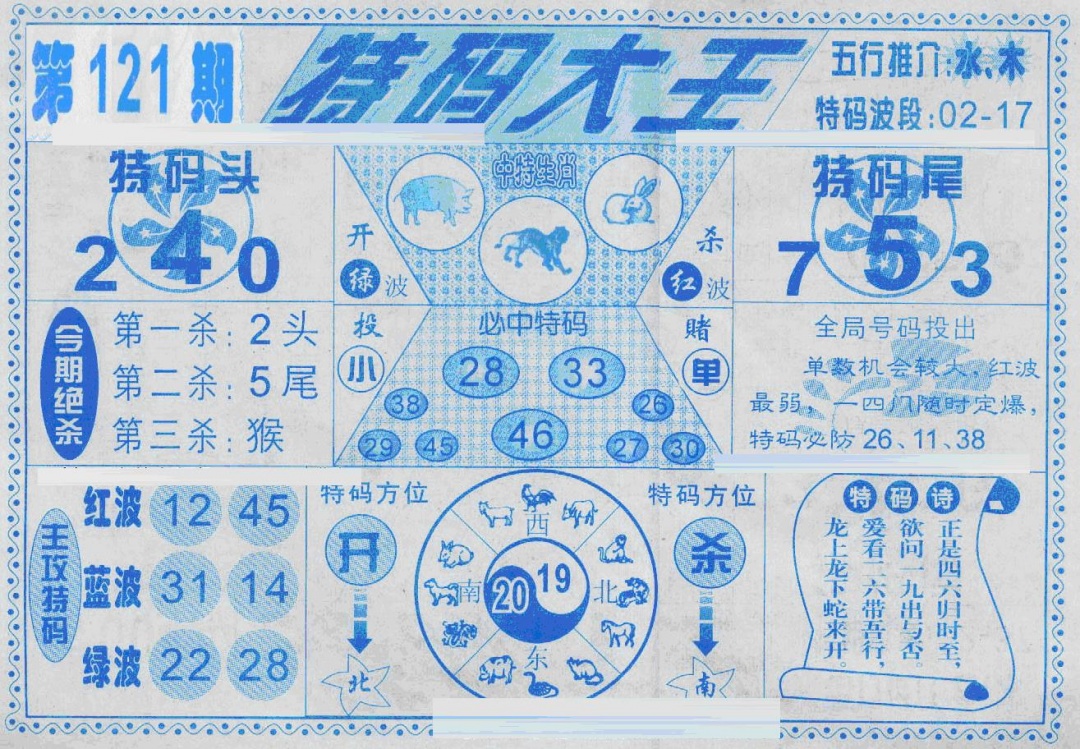 第121期
特码大王
五行推介:水、木
特码波段:02-17
特码头
2 4 0
中特生肖
开
绿波
杀
红波
特码尾
7 5 3
今期绝杀
第一杀:2头
第二杀:5尾
第三杀:猴
投
小
必中特码
28 33
38 26
46
29 45 27 30
赌
单
全局号码投出
单数机会较大,红波
最弱,一四门随时定爆,
特码必防26、11、38
主攻特码
红波 12 45
蓝波 31 14
绿波 22 28
特码方位
开
北
西
南
北
东
20 19
特码方位
杀
南
特码诗
正是四六归时至、
欲问一九出与否。
爱看二六带吾行,
龙上龙下蛇来开。